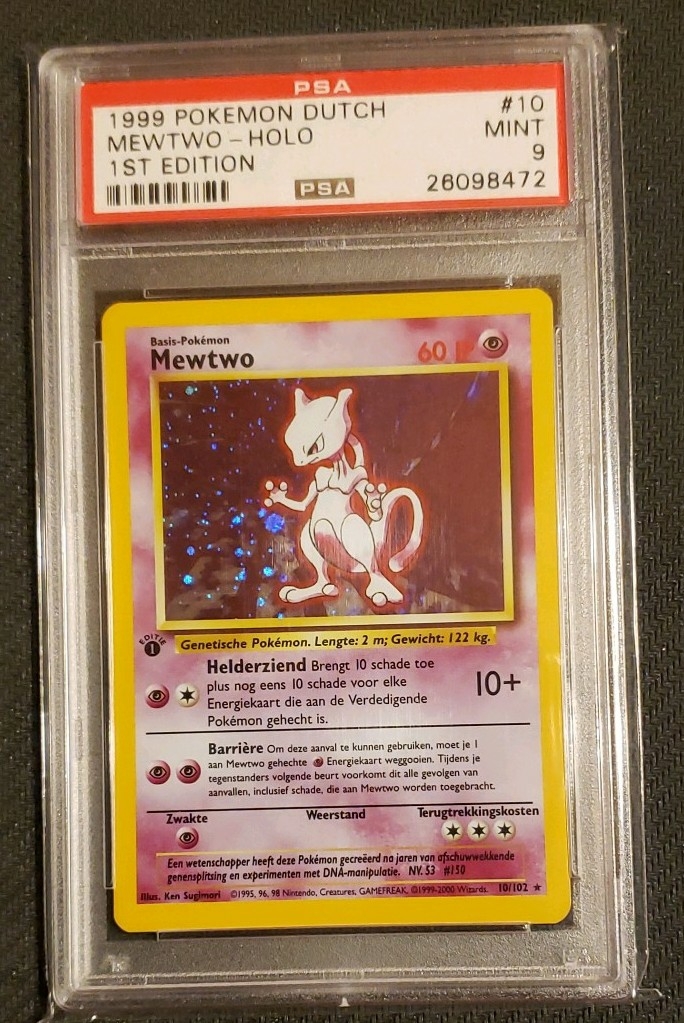 PSA
1999 POKEMON DUTCH #10
MEWTWO – HOLO MINT
1ST EDITION 9
PSA 26098472
Basis-Pokémon
Mewtwo 60 HP
EDITIE
1
Genetische Pokémon. Lengte: 2 m; Gewicht: 122 kg.
Helderziend Brengt 10 schade toe
plus nog eens 10 schade voor elke
Energiekaart die aan de Verdedigende
Pokémon gehecht is.
10+
Barrière Om deze aanval te kunnen gebruiken, moet je 1
aan Mewtwo gehechte Energiekaart weggooien. Tijdens je
tegenstanders volgende beurt voorkomt dit alle gevolgen van
aanvallen, inclusief schade, die aan Mewtwo worden toegebracht.
Zwakte Weerstand Terugtrekkingskosten
Een wetenschapper heeft deze Pokémon gecreëerd na jaren van afschuwwekkende
genensplitsing en experimenten met DNA-manipulatie. NV. 53 #150
Illus. Ken Sugimori ©1995, 96, 98 Nintendo, Creatures, GAMEFREAK. ©1999-2000 Wizards. 10/102 ★